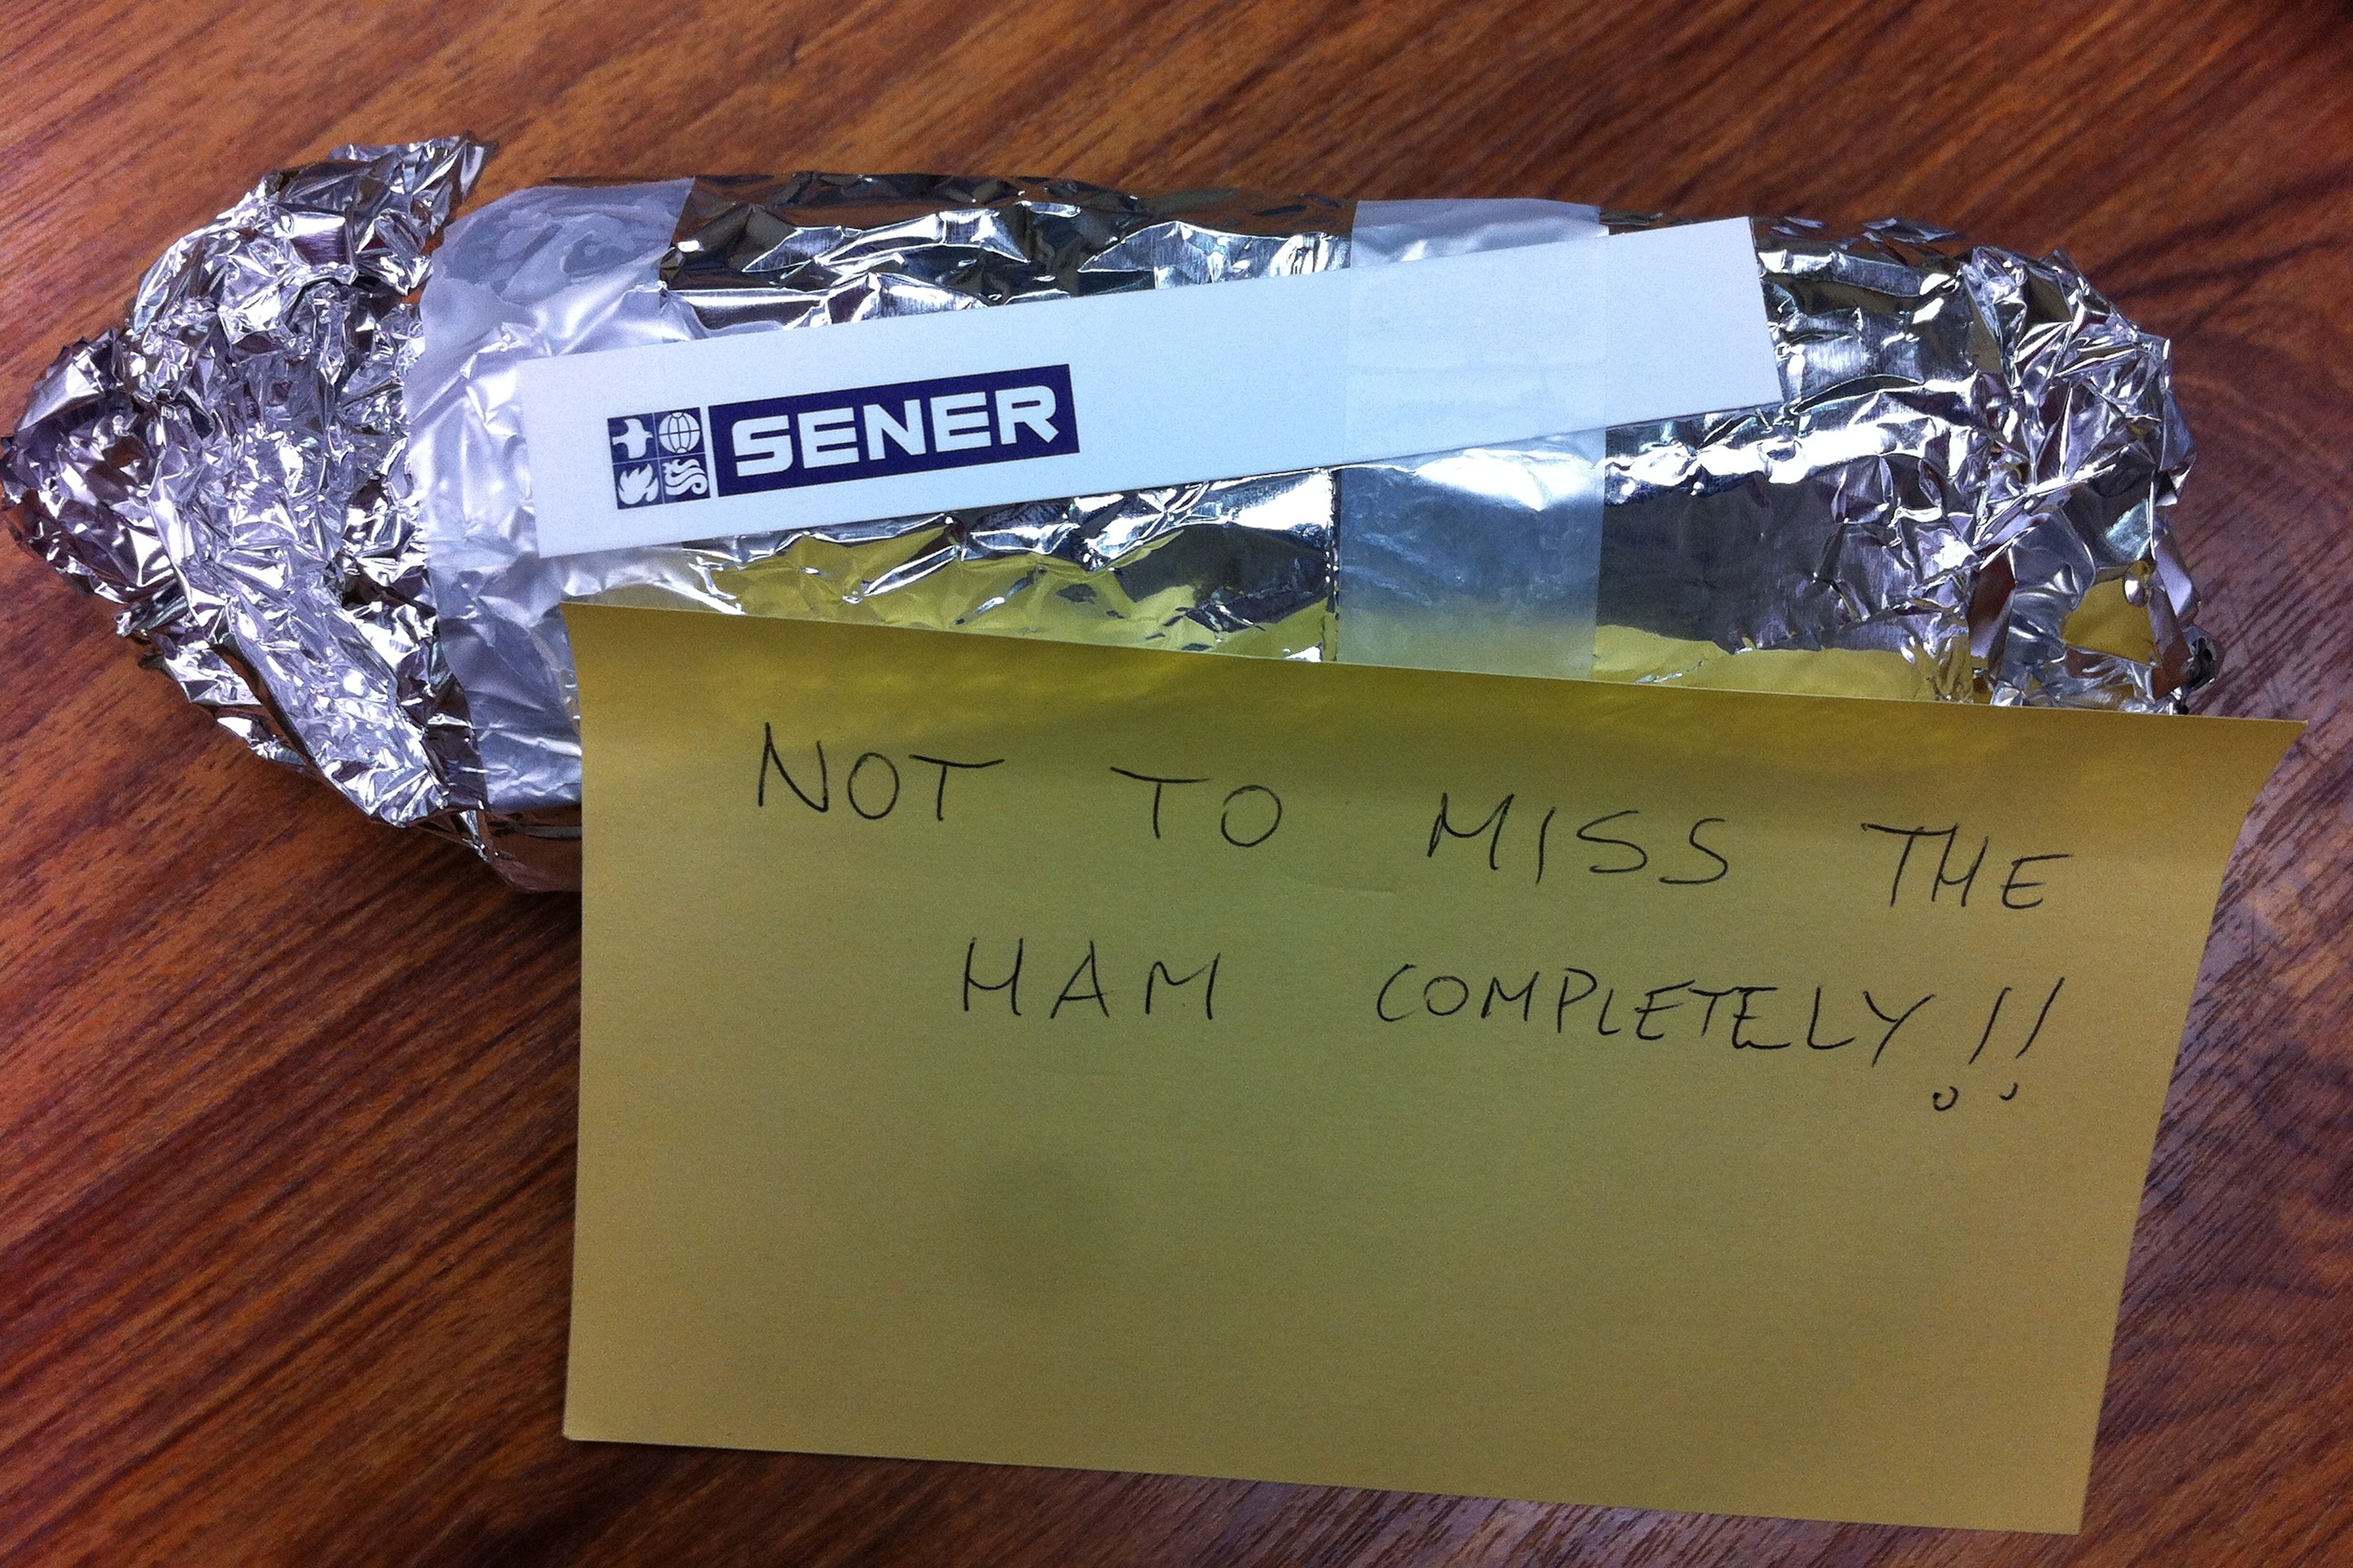 SENER
NOT TO MISS THE
HAM COMPLETELY!!